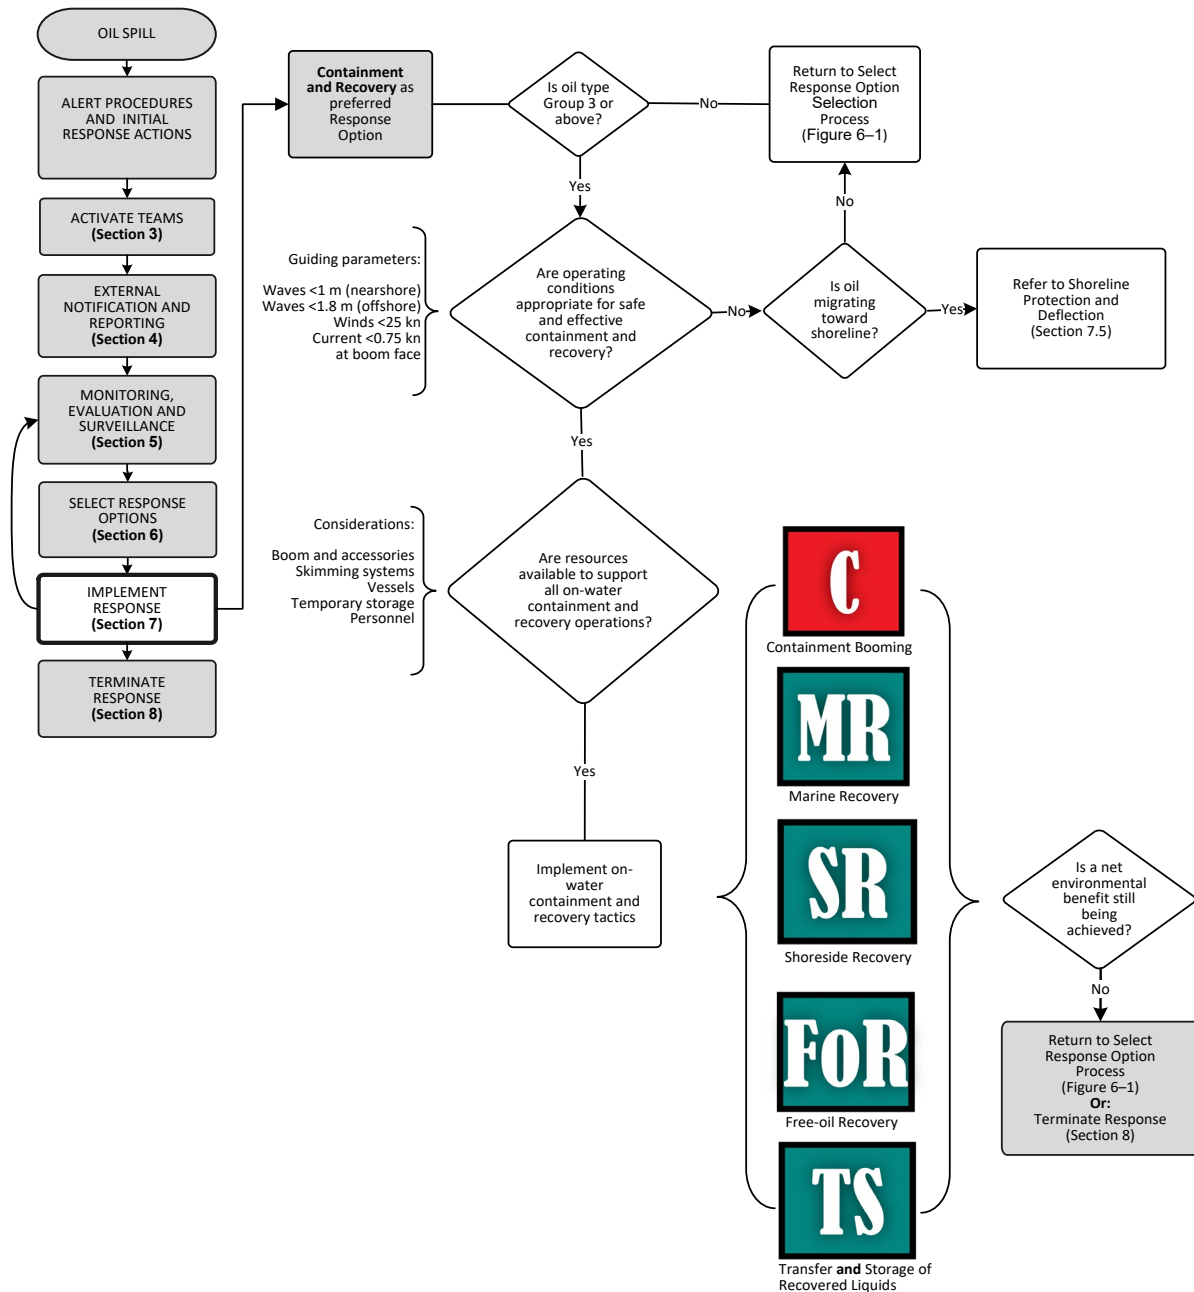 OIL SPILL
ALERT PROCEDURES
AND  INITIAL
RESPONSE ACTIONS
ACTIVATE TEAMS
(Section 3)
EXTERNAL
NOTIFICATION AND
REPORTING
(Section 4)
MONITORING,
EVALUATION AND
SURVEILLANCE
(Section 5)
SELECT RESPONSE
OPTIONS
(Section 6)
IMPLEMENT
RESPONSE
(Section 7)
TERMINATE
RESPONSE
(Section 8)
Containment
and Recovery as
preferred
Response
Option
Is oil type
Group 3 or
above?
No
Return to Select
Response Option
Selection
Process
(Figure 6–1)
Yes
No
Guiding parameters:
Waves <1 m (nearshore)
Waves <1.8 m (offshore)
Winds <25 kn
Current <0.75 kn
at boom face
Are operating
conditions
appropriate for safe
and effective
containment and
recovery?
No
Is oil
migrating
toward
shoreline?
Yes
Refer to Shoreline
Protection and
Deflection
(Section 7.5)
Yes
Considerations:
Boom and accessories
Skimming systems
Vessels
Temporary storage
Personnel
Are resources
available to support
all on-water
containment and
recovery operations?
Yes
Implement on-
water
containment and
recovery tactics
C
Containment Booming
MR
Marine Recovery
SR
Shoreside Recovery
FoR
Free-oil Recovery
TS
Transfer and Storage of
Recovered Liquids
Is a net
environmental
benefit still
being
achieved?
No
Return to Select
Response Option
Process
(Figure 6–1)
Or:
Terminate Response
(Section 8)